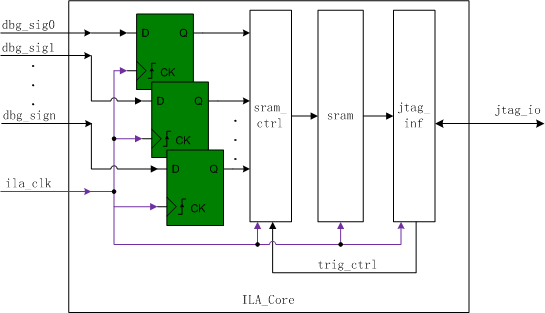 dbg_sig0
D Q
CK
dbg_sig1
D Q
CK
dbg_sign
D Q
CK
sram_
ctrl
sram
jtag_
inf
jtag_io
ila_clk
trig_ctrl
ILA_Core